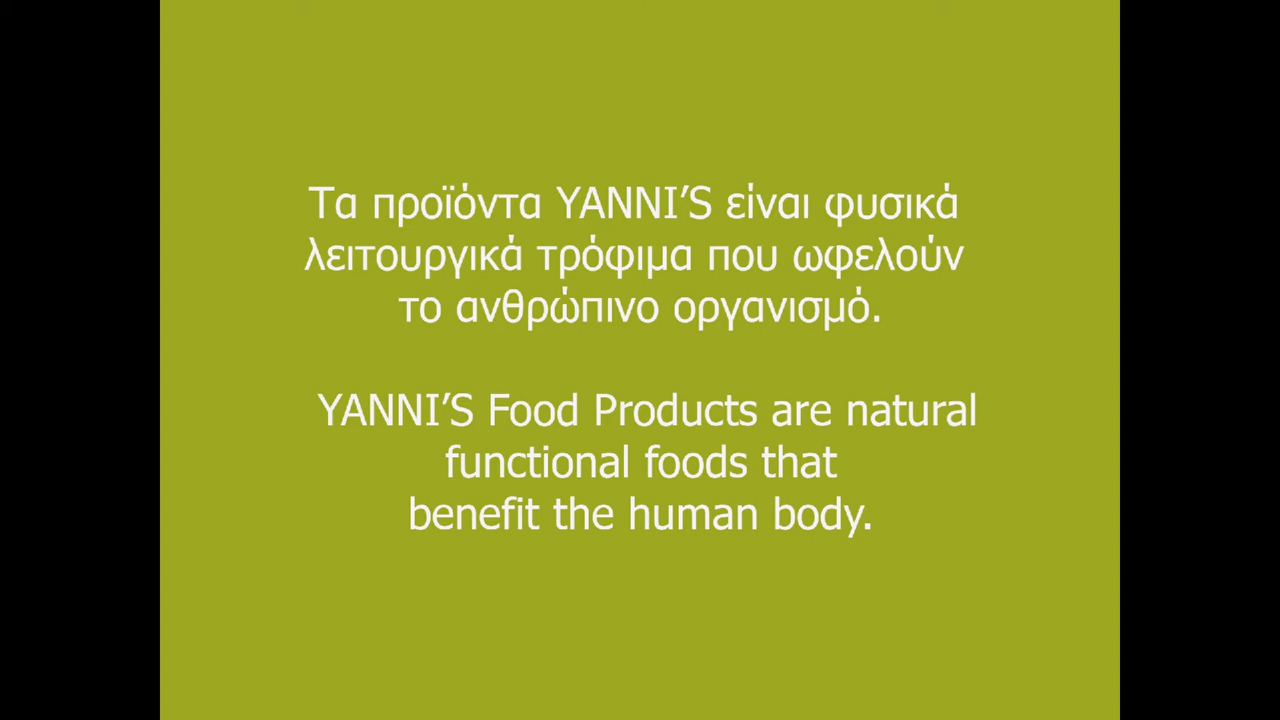 Τα προϊόντα YANNI’S είναι φυσικά
λειτουργικά τρόφιμα που ωφελούν
το ανθρώπινο οργανισμό.
YANNI’S Food Products are natural
functional foods that
benefit the human body.